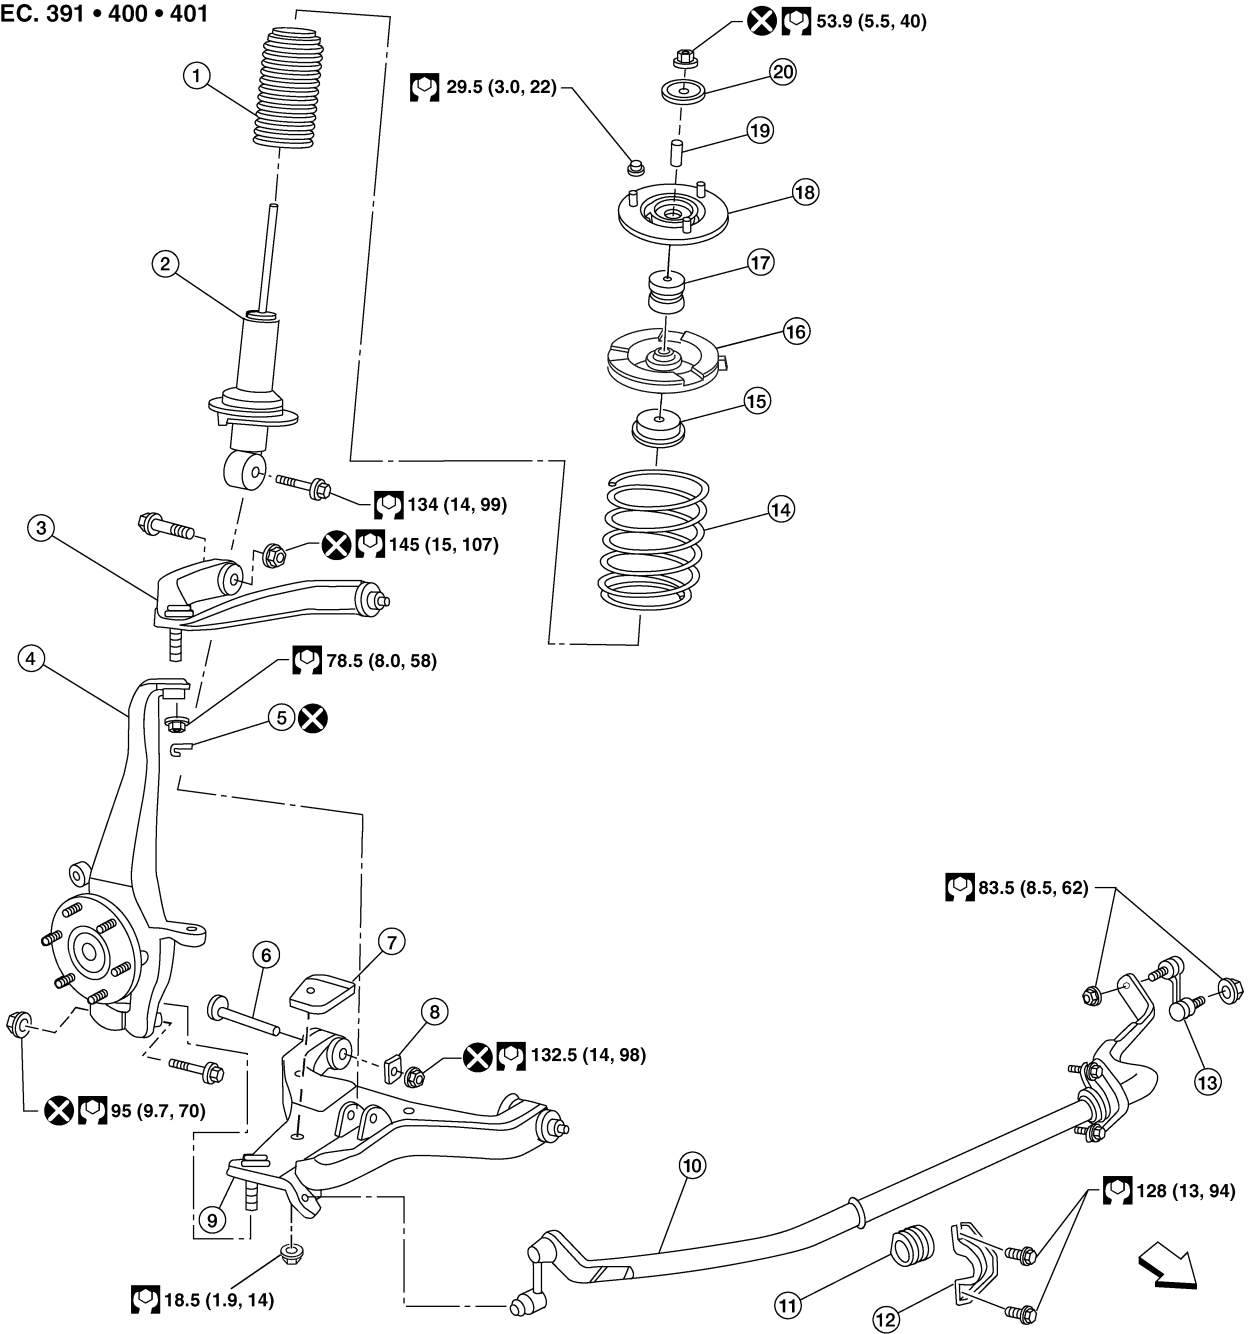 EC. 391 • 400 • 401
53.9 (5.5, 40)
1
20
29.5 (3.0, 22)
19
18
2
17
16
15
134 (14, 99)
14
3
145 (15, 107)
4
78.5 (8.0, 58)
5
83.5 (8.5, 62)
6
7
8
132.5 (14, 98)
13
95 (9.7, 70)
10
128 (13, 94)
9
18.5 (1.9, 14)
11
12